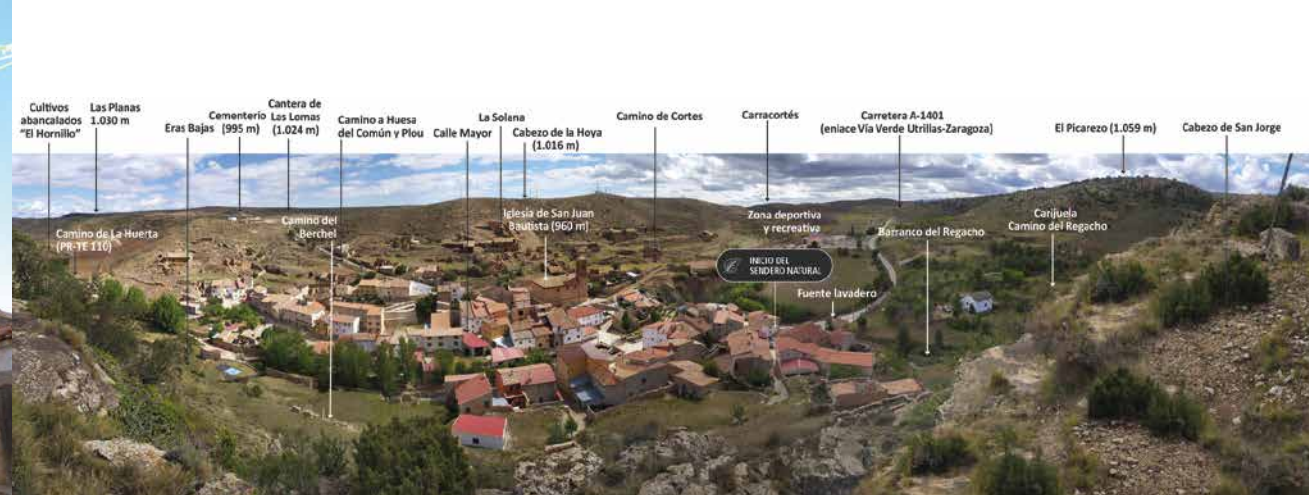 Cultivos
abancalados
"El Hornillo"
Las Planas
1.030 m
Eras Bajas
Cementerio
(995 m)
Cantera de
Las Lomas
(1.024 m)
Camino a Huesa
del Común y Plou
Calle Mayor
La Solana
Cabezo de la Hoya
(1.016 m)
Camino de Cortes
Carracortés
Carretera A-1401
(enlace Vía Verde Utrillas-Zaragoza)
El Picarezo (1.059 m)
Cabezo de San Jorge
Camino de La Huerta
(PR-TE 110)
Camino del
Berchel
Iglesia de San Juan
Bautista (960 m)
Zona deportiva
y recreativa
Barranco del Regacho
Carijuela
Camino del Regacho
INICIO DEL
SENDERO NATURAL
Fuente lavadero